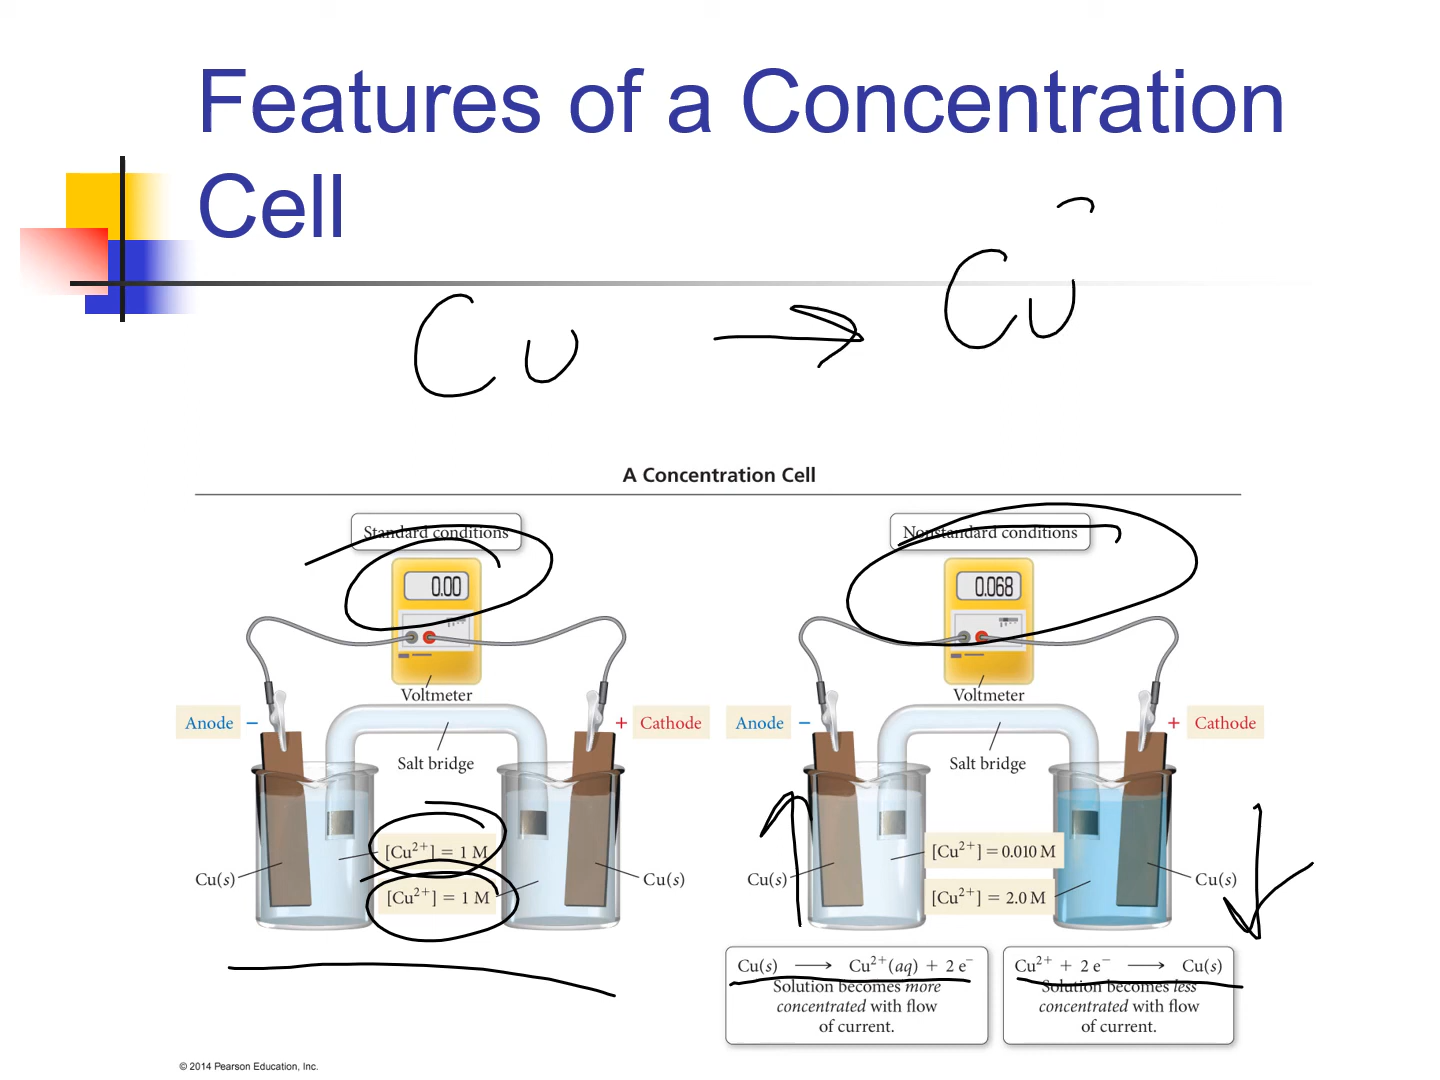 Features of a Concentration
Cell
Cu → Cu
A Concentration Cell
Standard conditions
Nonstandard conditions
0.00
0.068
Voltmeter
Voltmeter
Anode −
+ Cathode
Anode −
+ Cathode
Salt bridge
Salt bridge
[Cu²⁺] = 1 M
[Cu²⁺] = 0.010 M
Cu(s)
Cu(s)
Cu(s)
Cu(s)
[Cu²⁺] = 1 M
[Cu²⁺] = 2.0 M
Cu(s) ⟶ Cu²⁺(aq) + 2 e⁻
Solution becomes more
concentrated with flow
of current.
Cu²⁺ + 2 e⁻ ⟶ Cu(s)
Solution becomes less
concentrated with flow
of current.
© 2014 Pearson Education, Inc.